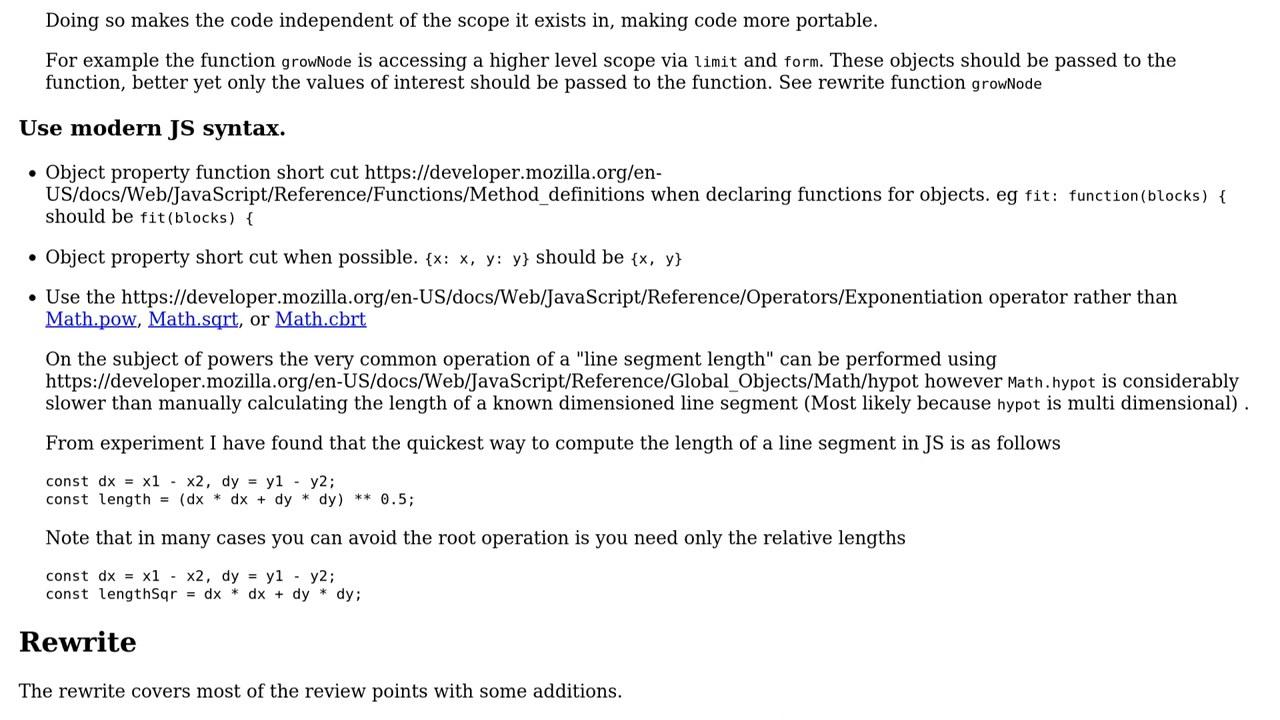 Doing so makes the code independent of the scope it exists in, making code more portable.
For example the function growNode is accessing a higher level scope via limit and form. These objects should be passed to the
function, better yet only the values of interest should be passed to the function. See rewrite function growNode
Use modern JS syntax.
• Object property function short cut https://developer.mozilla.org/en-
US/docs/Web/JavaScript/Reference/Functions/Method_definitions when declaring functions for objects. eg fit: function(blocks) {
should be fit(blocks) {
• Object property short cut when possible. {x: x, y: y} should be {x, y}
• Use the https://developer.mozilla.org/en-US/docs/Web/JavaScript/Reference/Operators/Exponentiation operator rather than
Math.pow, Math.sqrt, or Math.cbrt
On the subject of powers the very common operation of a "line segment length" can be performed using
https://developer.mozilla.org/en-US/docs/Web/JavaScript/Reference/Global_Objects/Math/hypot however Math.hypot is considerably
slower than manually calculating the length of a known dimensioned line segment (Most likely because hypot is multi dimensional) .
From experiment I have found that the quickest way to compute the length of a line segment in JS is as follows
const dx = x1 - x2, dy = y1 - y2;
const length = (dx * dx + dy * dy) ** 0.5;
Note that in many cases you can avoid the root operation is you need only the relative lengths
const dx = x1 - x2, dy = y1 - y2;
const lengthSqr = dx * dx + dy * dy;
Rewrite
The rewrite covers most of the review points with some additions.